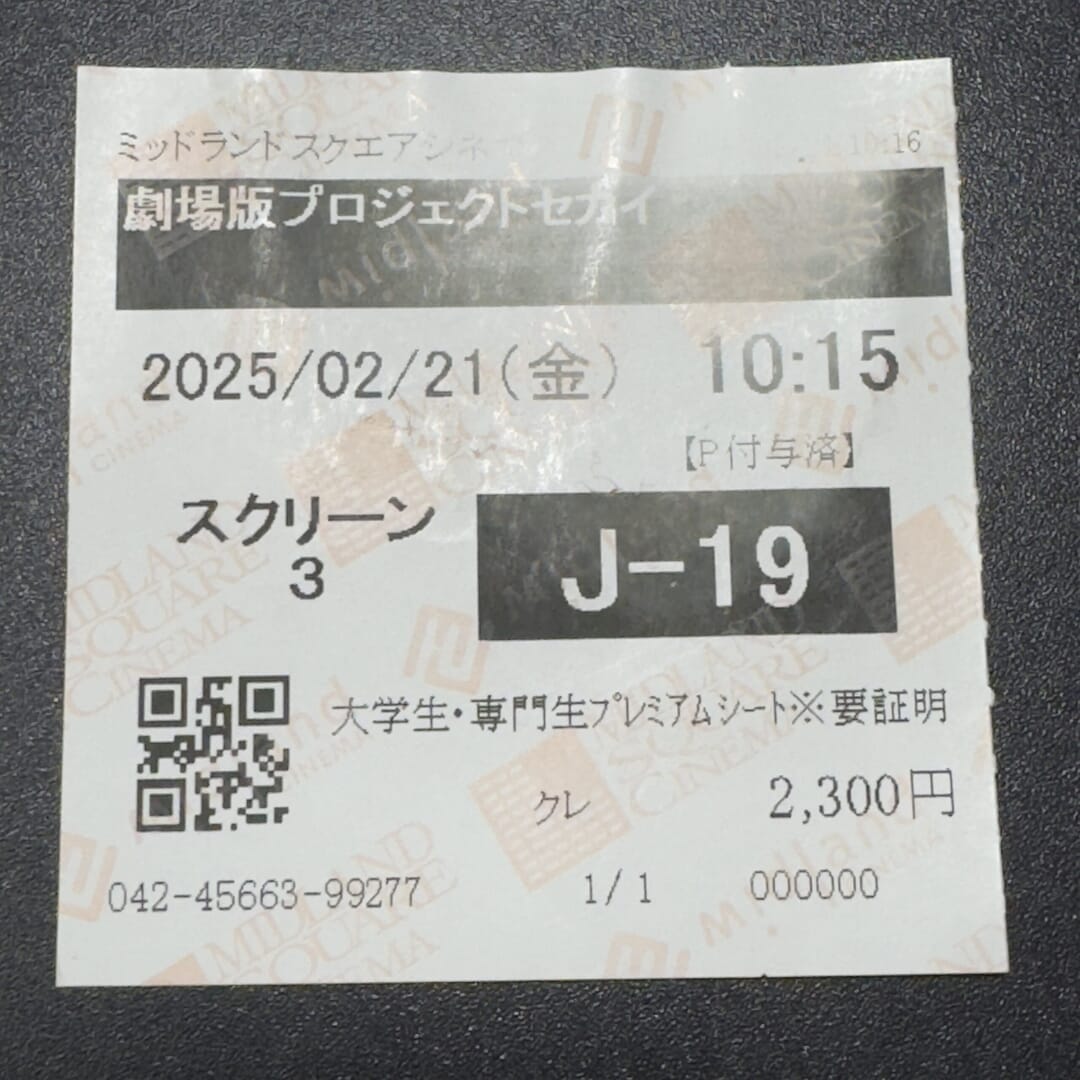 ミッドランドスクエアシネマ 10:16
劇場版プロジェクトセカイ
2025/02/21(金) 10:15
【P付与済】
スクリーン
3
J-19
大学生・専門生プレミアムシート※要証明
クレ 2,300円
042-45663-99277 1/1 000000
MIDLAND SQUARE CINEMA